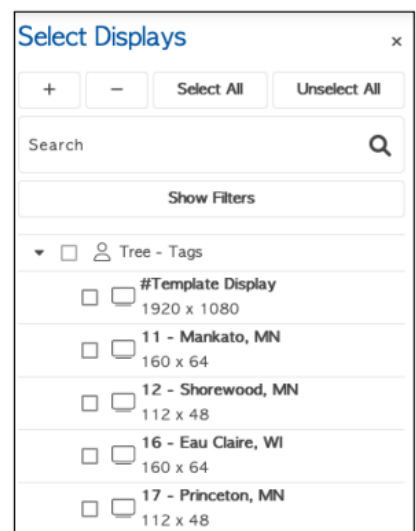 Select Displays ×
+ − Select All Unselect All
Search
Show Filters
Tree - Tags
#Template Display
1920 x 1080
11 - Mankato, MN
160 x 64
12 - Shorewood, MN
112 x 48
16 - Eau Claire, WI
160 x 64
17 - Princeton, MN
112 x 48